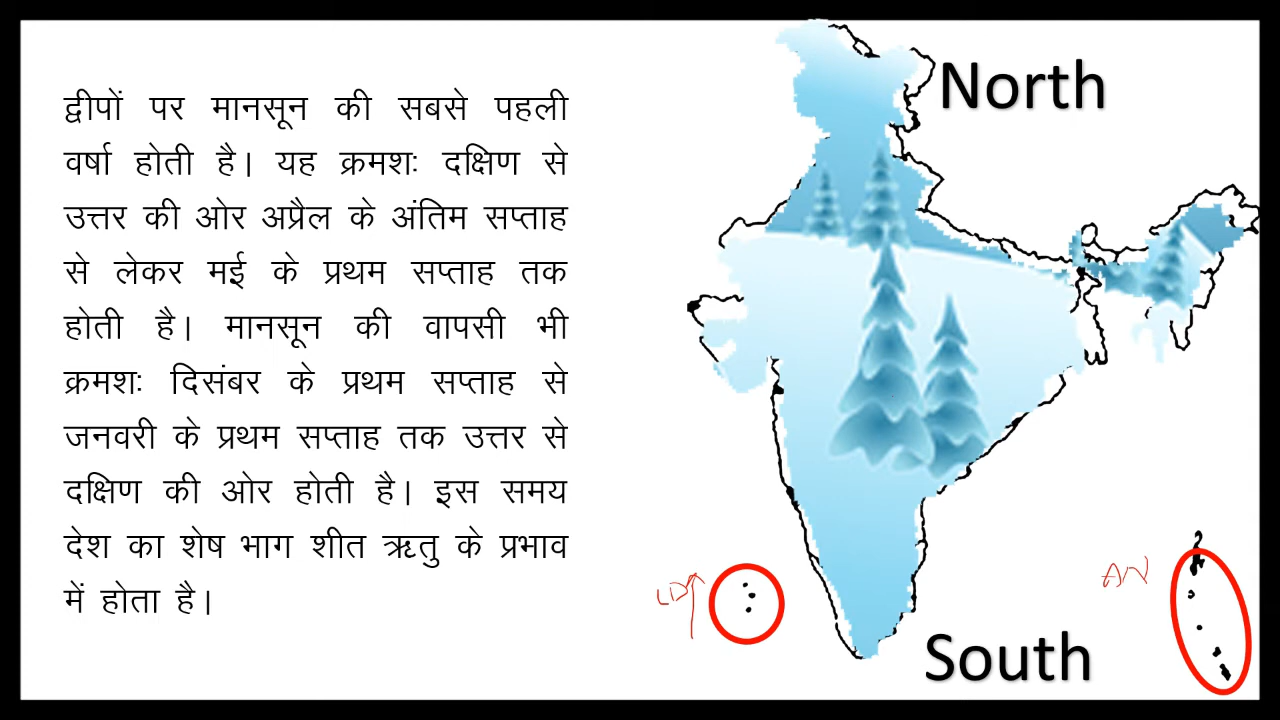 द्वीपों पर मानसून की सबसे पहली
वर्षा होती है। यह क्रमशः दक्षिण से
उत्तर की ओर अप्रैल के अंतिम सप्ताह
से लेकर मई के प्रथम सप्ताह तक
होती है। मानसून की वापसी भी
क्रमशः दिसंबर के प्रथम सप्ताह से
जनवरी के प्रथम सप्ताह तक उत्तर से
दक्षिण की ओर होती है। इस समय
देश का शेष भाग शीत ऋतु के प्रभाव
में होता है।
North
AN
South